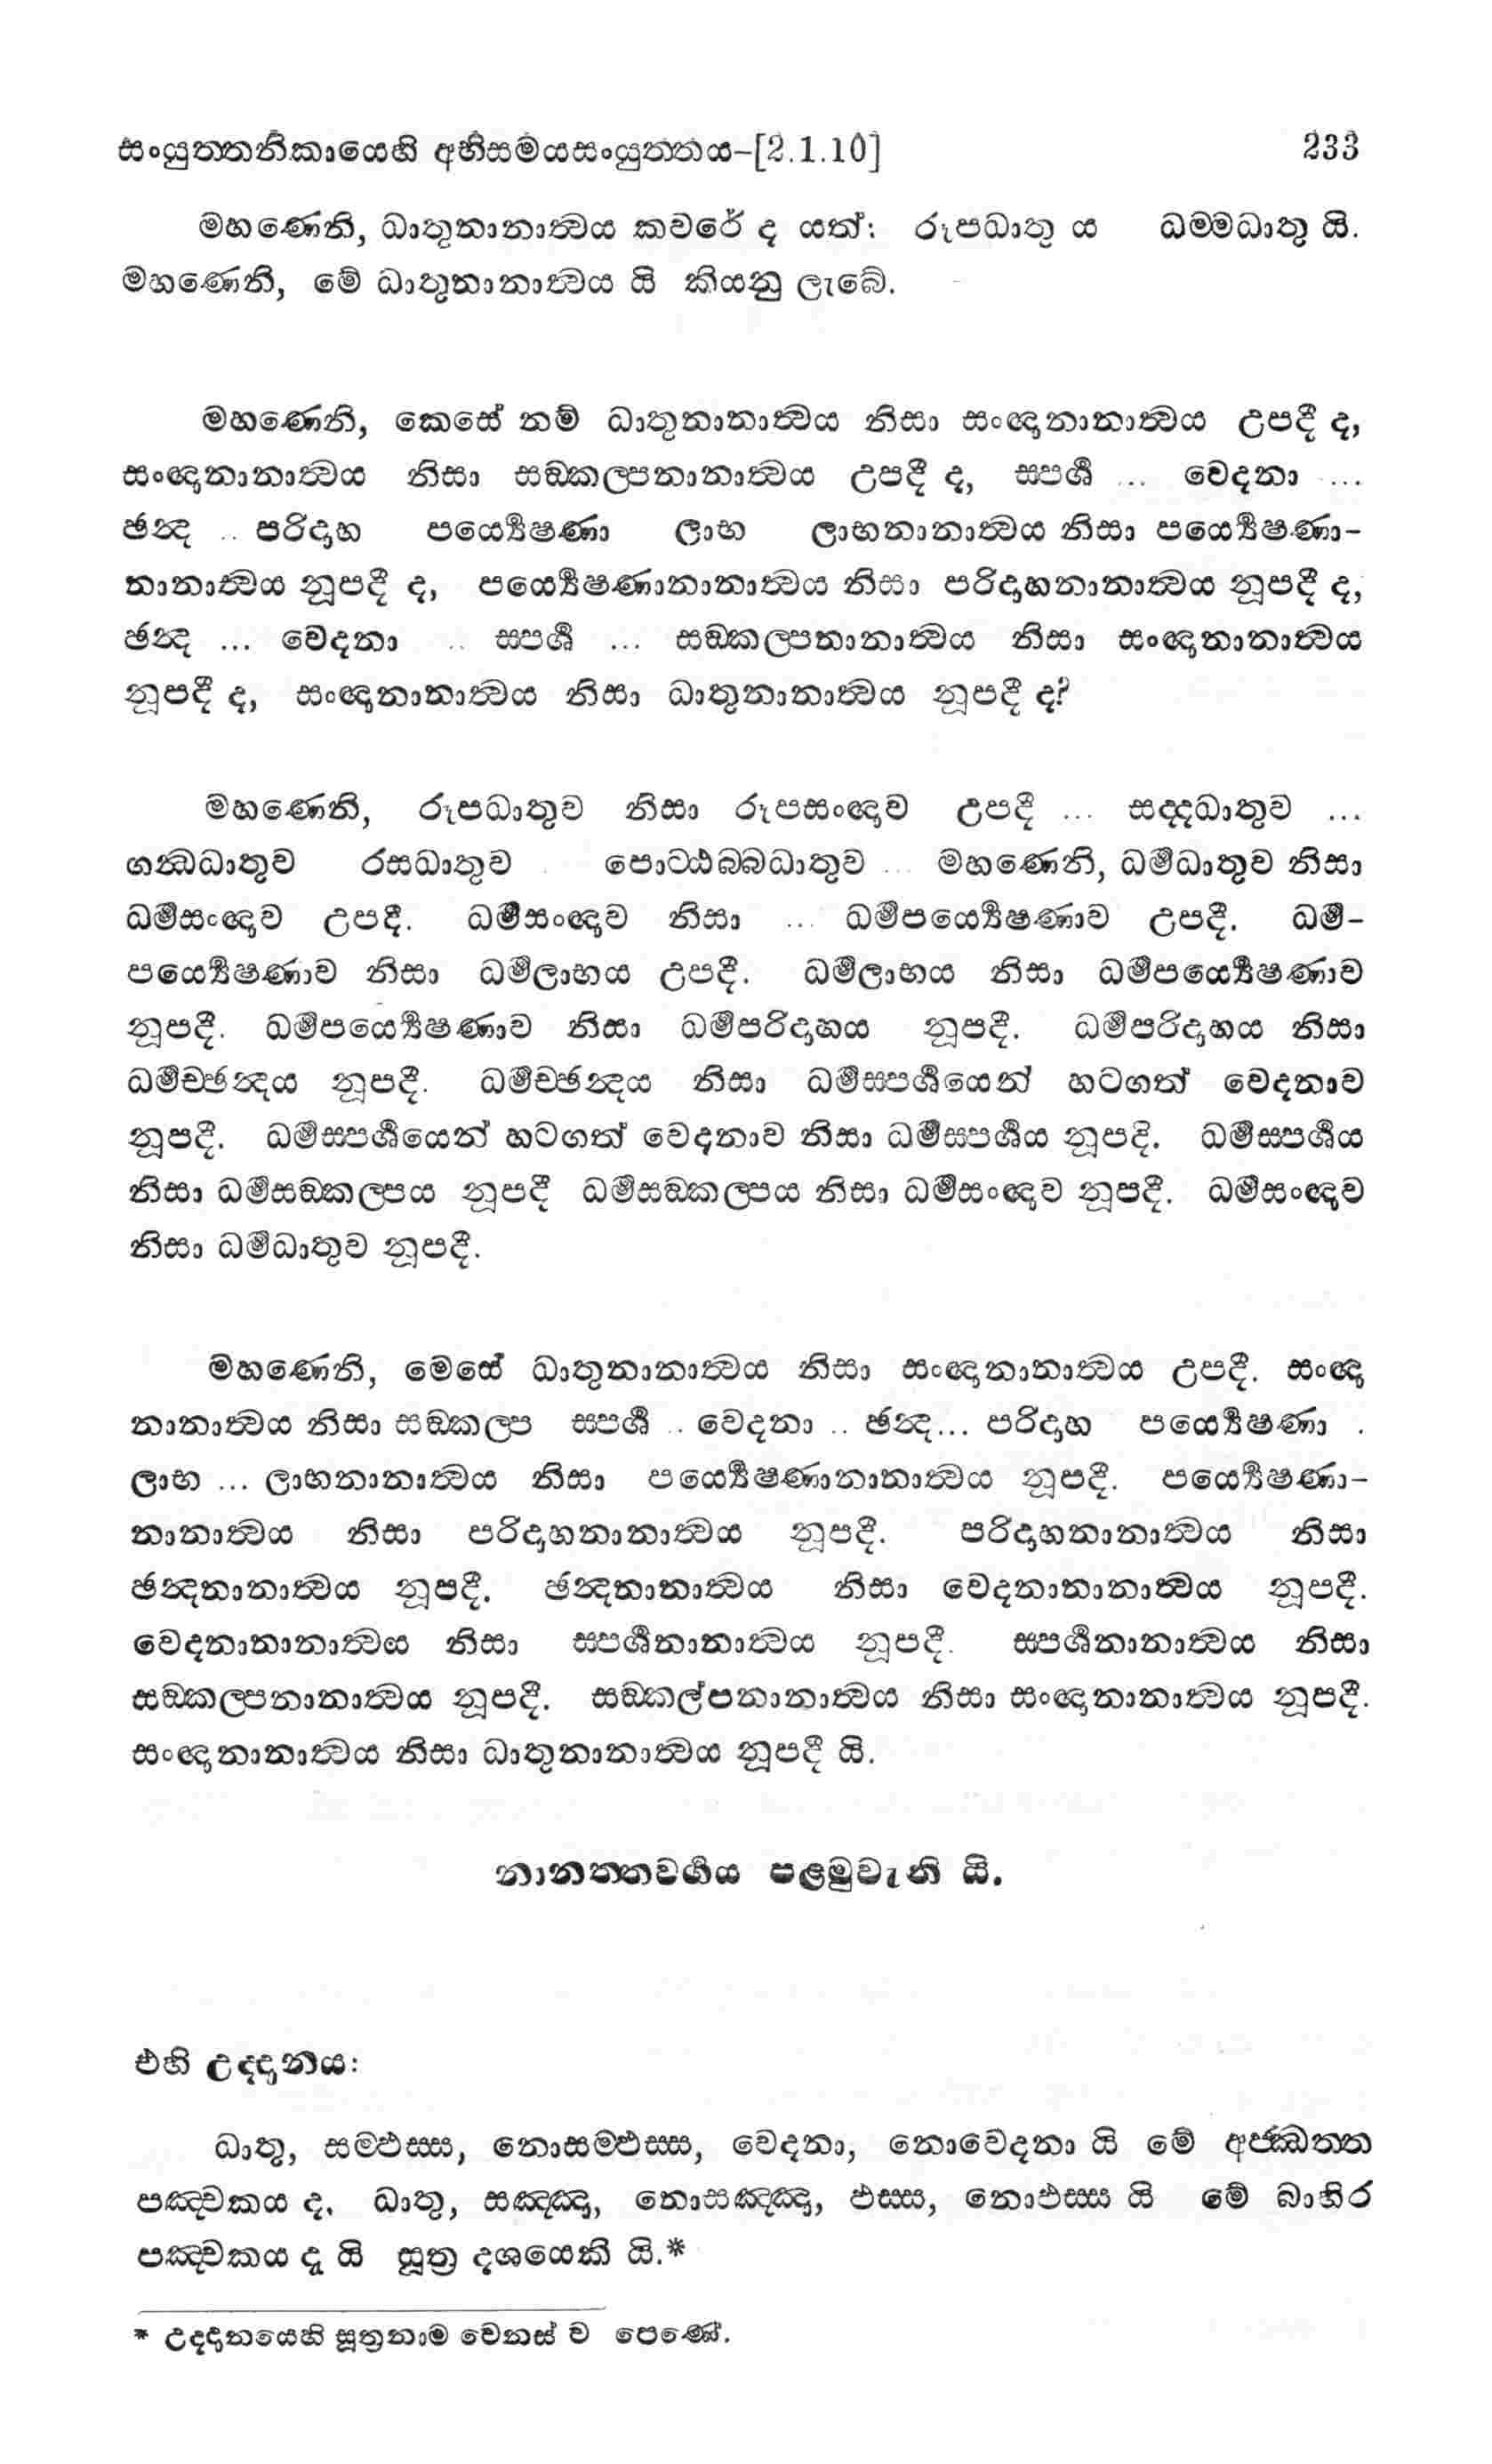 සංයුත්තනිකායෙහි අභිසමයසංයුත්තය–[2.1.10] 233
මහණෙනි, ධාතුනානාත්වය කවරේ ද යත්: රූපධාතු ය ධම්මධාතු යි.
මහණෙනි, මේ ධාතුනානාත්වය යි කියනු ලැබේ.
මහණෙනි, කෙසේ නම් ධාතුනානාත්වය නිසා සංඥානානාත්වය උපදී ද,
සංඥානානාත්වය නිසා සඞ්කල්පනානාත්වය උපදී ද, ස්පර්ශ ... වෙදනා ...
ඡන්ද .. පරිදාහ පර්ය්‍යෙෂණා ලාභ ලාභනානාත්වය නිසා පර්ය්‍යෙෂණා-
නානාත්වය නූපදී ද, පර්ය්‍යෙෂණානානාත්වය නිසා පරිදාහනානාත්වය නූපදී ද,
ඡන්ද ... වෙදනා .. ස්පර්ශ ... සඞ්කල්පනානාත්වය නිසා සංඥානානාත්වය
නූපදී ද, සංඥානානාත්වය නිසා ධාතුනානාත්වය නූපදී ද?
මහණෙනි, රූපධාතුව නිසා රූපසංඥාව උපදී ... සද්දධාතුව ...
ගන්ධධාතුව රසධාතුව පොට්ඨබ්බධාතුව ... මහණෙනි, ධර්මධාතුව නිසා
ධර්මසංඥාව උපදී. ධර්මසංඥාව නිසා ... ධර්මපර්ය්‍යෙෂණාව උපදී. ධර්ම-
පර්ය්‍යෙෂණාව නිසා ධර්මලාභය උපදී. ධර්මලාභය නිසා ධර්මපර්ය්‍යෙෂණාව
නූපදී. ධර්මපර්ය්‍යෙෂණාව නිසා ධර්මපරිදාහය නූපදී. ධර්මපරිදාහය නිසා
ධර්මච්ඡන්දය නූපදී. ධර්මච්ඡන්දය නිසා ධර්මස්පර්ශයෙන් හටගත් වෙදනාව
නූපදී. ධර්මස්පර්ශයෙන් හටගත් වෙදනාව නිසා ධර්මස්පර්ශය නූපදි. ධර්මස්පර්ශය
නිසා ධර්මසඞ්කල්පය නූපදී ධර්මසඞ්කල්පය නිසා ධර්මසංඥාව නූපදී. ධර්මසංඥාව
නිසා ධර්මධාතුව නූපදී.
මහණෙනි, මෙසේ ධාතුනානාත්වය නිසා සංඥානානාත්වය උපදී. සංඥා
නානාත්වය නිසා සඞ්කල්ප ස්පර්ශ .. වෙදනා .. ඡන්ද... පරිදාහ පර්ය්‍යෙෂණා .
ලාභ ... ලාභනානාත්වය නිසා පර්ය්‍යෙෂණානානාත්වය නූපදී. පර්ය්‍යෙෂණා-
නානාත්වය නිසා පරිදාහනානාත්වය නූපදී. පරිදාහනානාත්වය නිසා
ඡන්දනානාත්වය නූපදී. ඡන්දනානාත්වය නිසා වෙදනානානාත්වය නූපදී.
වෙදනානානාත්වය නිසා ස්පර්ශනානාත්වය නූපදී. ස්පර්ශනානාත්වය නිසා
සඞ්කල්පනානාත්වය නූපදී. සඞ්කල්පනානාත්වය නිසා සංඥානානාත්වය නූපදී.
සංඥානානාත්වය නිසා ධාතුනානාත්වය නූපදී යි.
නානත්තවර්ගය පළමුවැනි යි.
එහි උද්දානය:
ධාතු, සම්ඵස්ස, නොසම්ඵස්ස, වෙදනා, නොවෙදනා යි මේ අජ්ඣත්ත
පඤ්චකය ද. ධාතු, සඤ්ඤා, නොසඤ්ඤා, ඵස්ස, නොඵස්ස යි මේ බාහිර
පඤ්චකය දැ යි සූත්‍ර දශයෙකි යි.*
* උද්දානයෙහි සූත්‍රනාම වෙනස් ව පෙණේ.